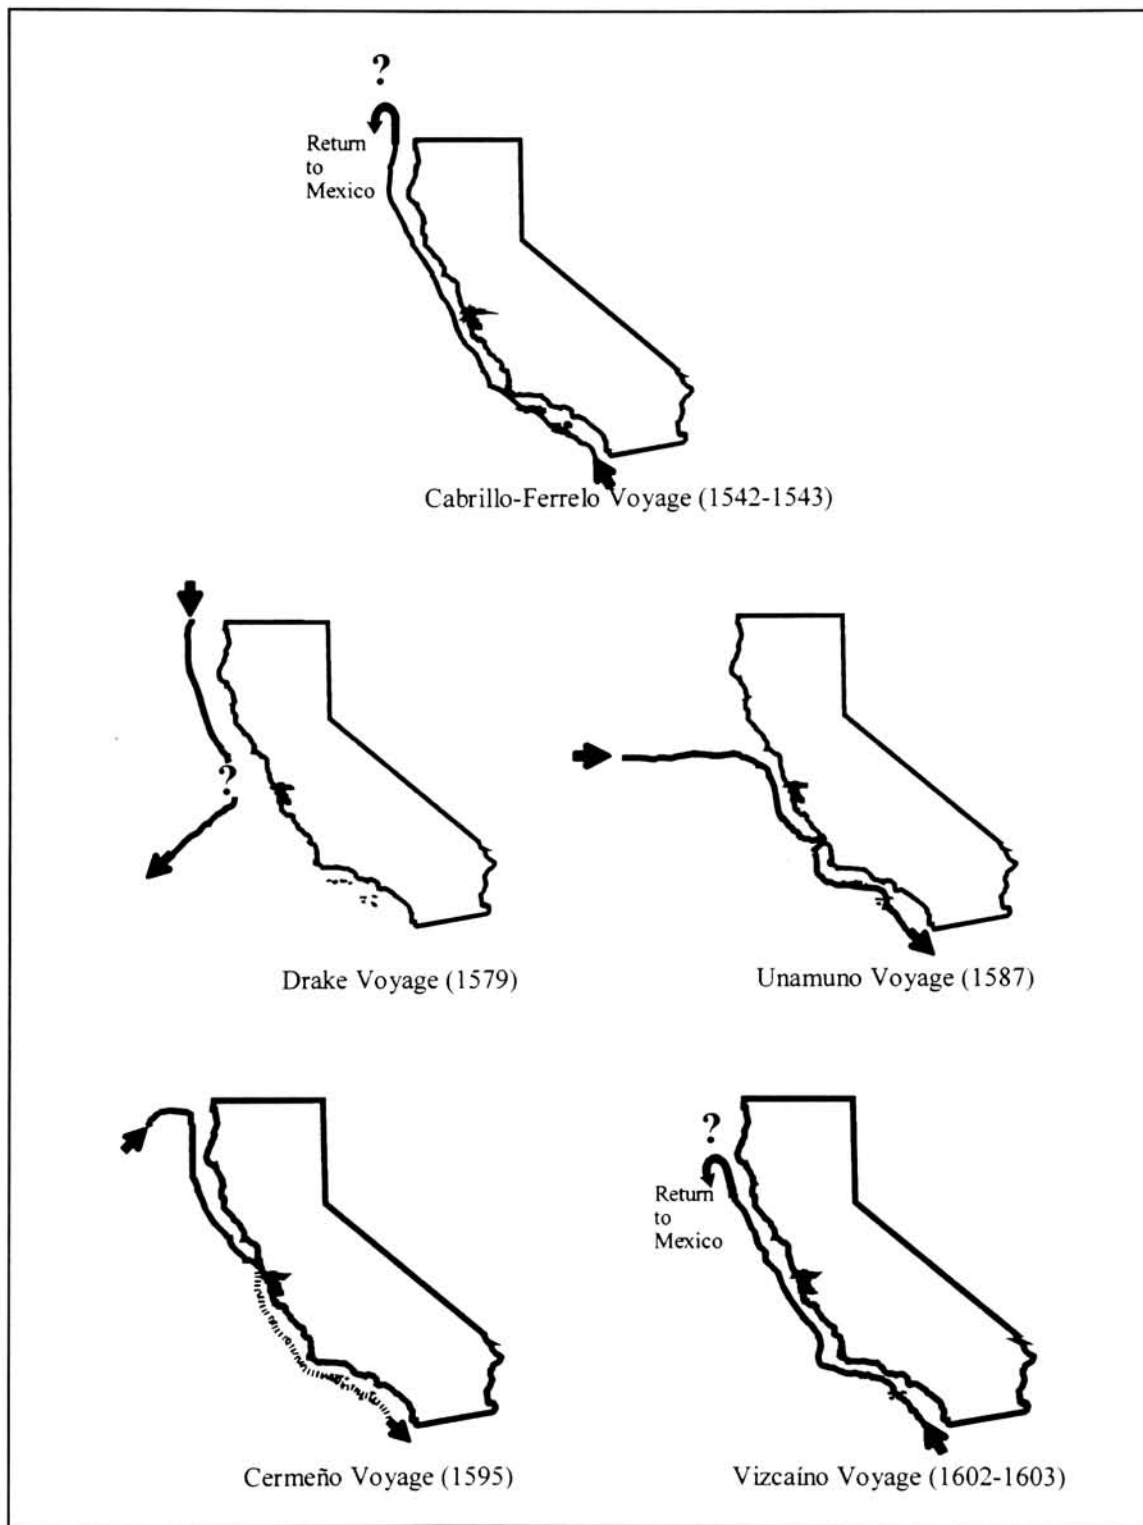 ?
Return
to
Mexico
Cabrillo-Ferrelo Voyage (1542-1543)
?
Drake Voyage (1579)
Unamuno Voyage (1587)
Cermeño Voyage (1595)
?
Return
to
Mexico
Vizcaíno Voyage (1602-1603)